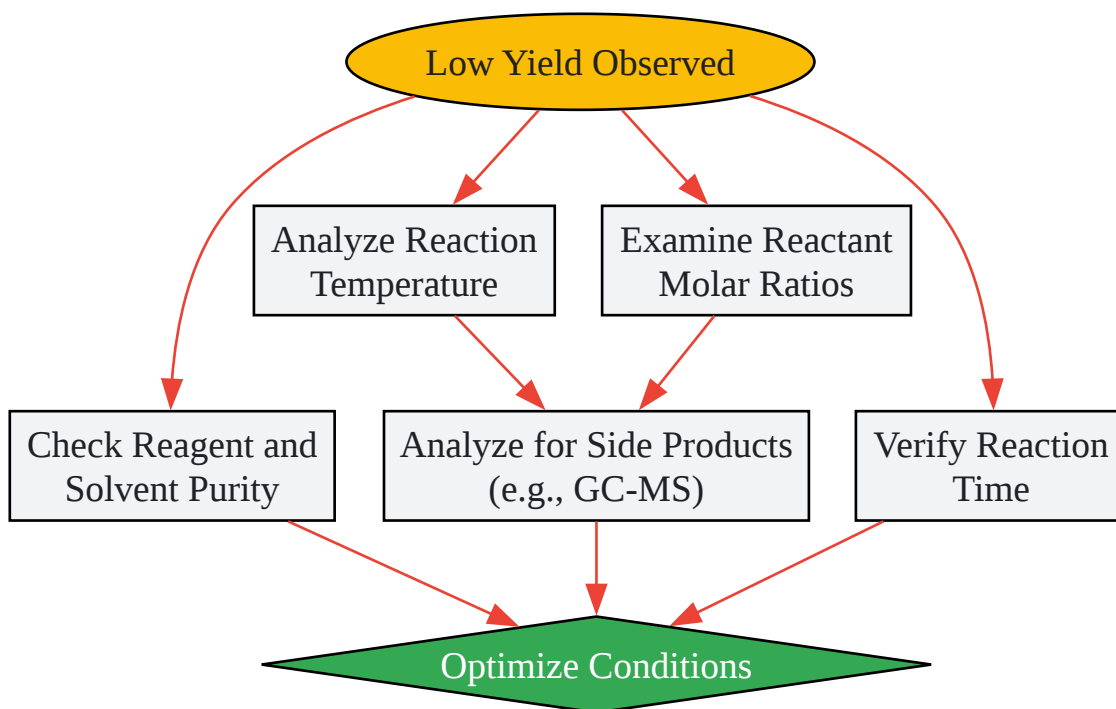 Low Yield Observed
Analyze Reaction
Temperature
Examine Reactant
Molar Ratios
Check Reagent and
Solvent Purity
Analyze for Side Products
(e.g., GC-MS)
Verify Reaction
Time
Optimize Conditions